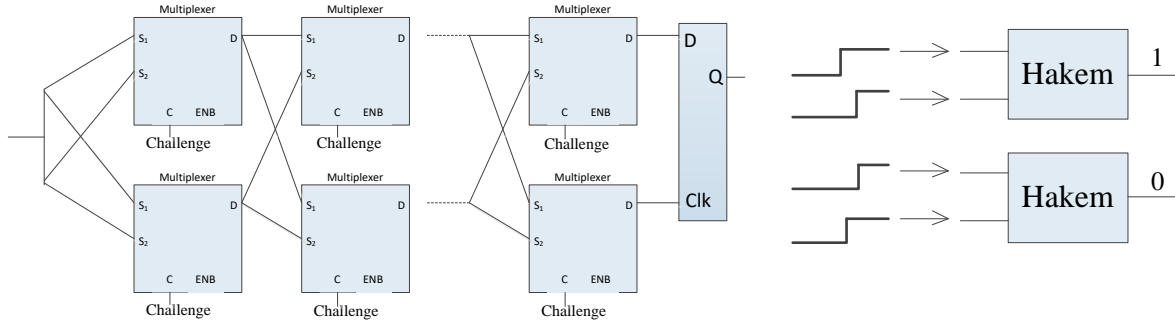 Multiplexer
S1 D
S2
C ENB
Challenge
Multiplexer
S1 D
S2
C ENB
Challenge
Multiplexer
S1 D
S2
C ENB
Challenge
Multiplexer
S1 D
S2
C ENB
Challenge
Multiplexer
S1 D
S2
C ENB
Challenge
Multiplexer
S1 D
S2
C ENB
Challenge
D
Q
Clk
Hakem
1
Hakem
0